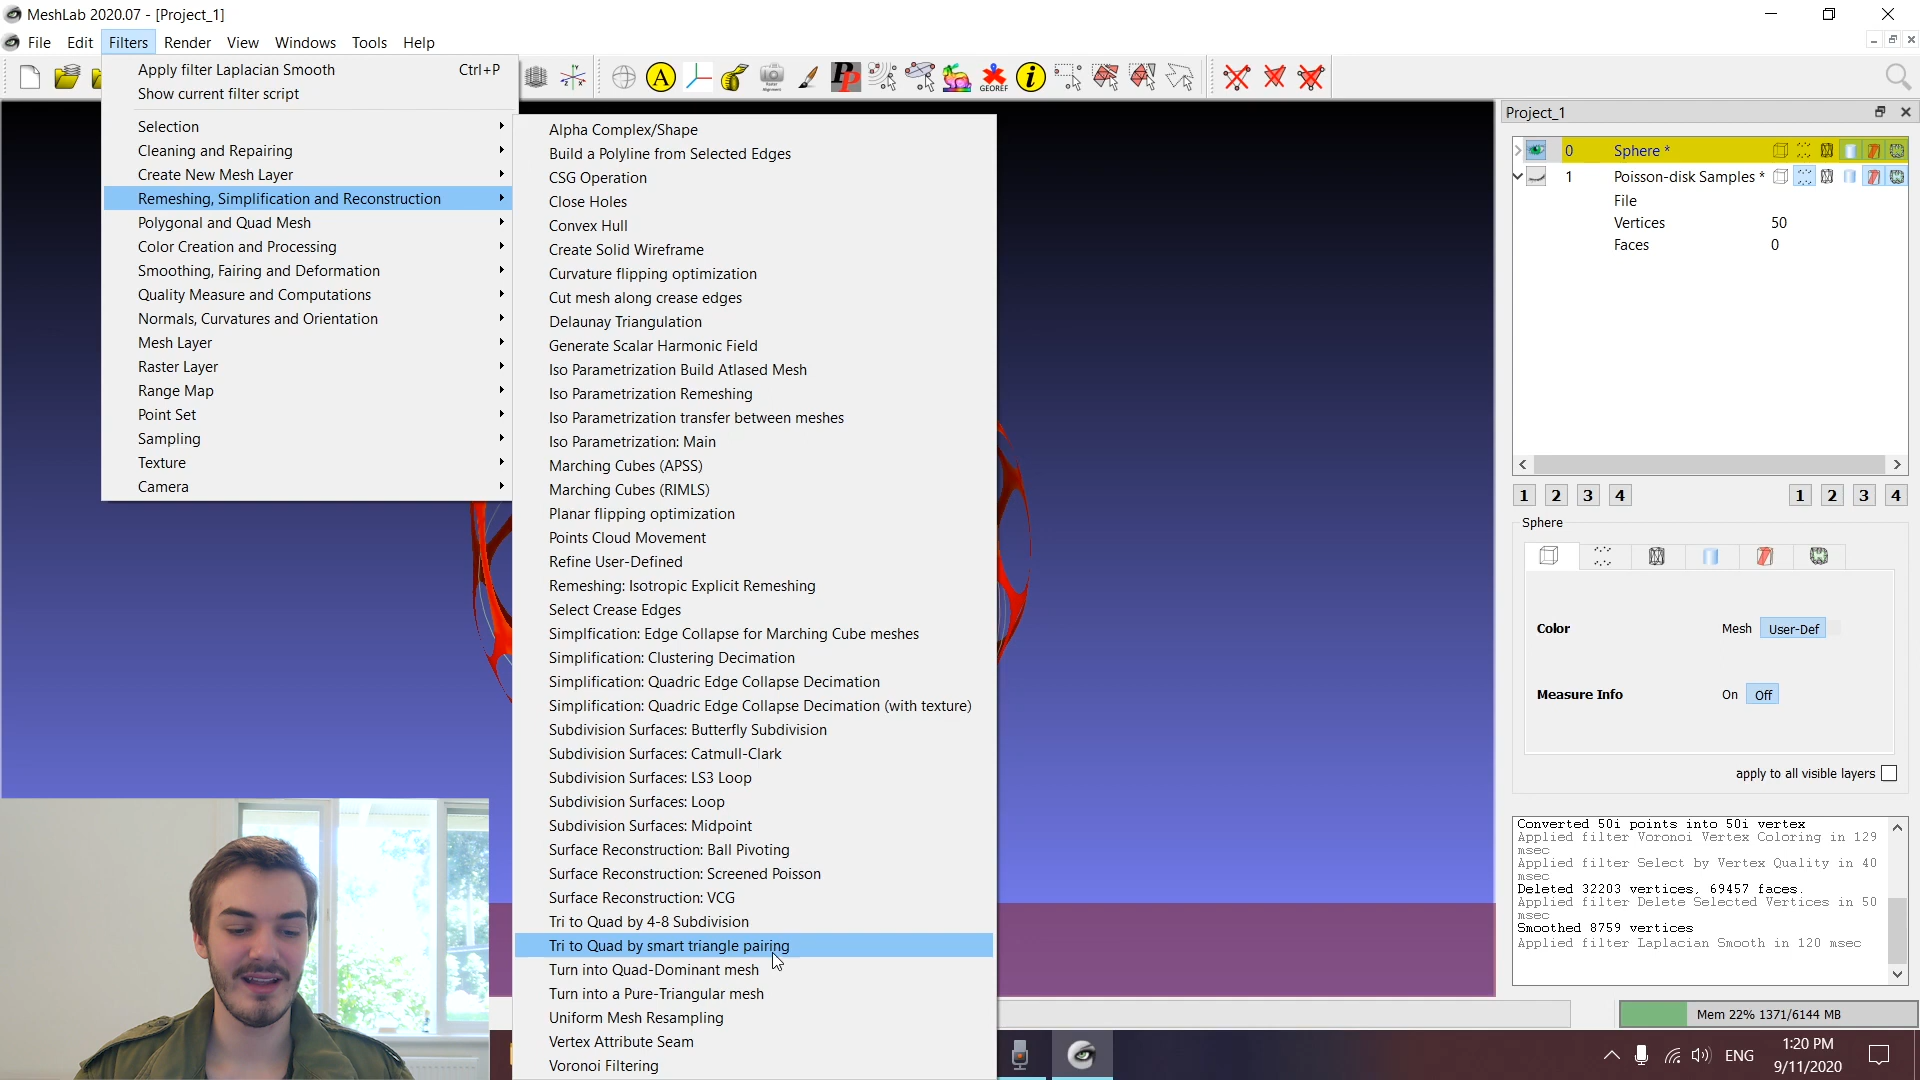 MeshLab 2020.07 - [Project_1]
File Edit Filters Render View Windows Tools Help
Apply filter Laplacian Smooth Ctrl+P
Show current filter script
Selection
Cleaning and Repairing
Create New Mesh Layer
Remeshing, Simplification and Reconstruction
Polygonal and Quad Mesh
Color Creation and Processing
Smoothing, Fairing and Deformation
Quality Measure and Computations
Normals, Curvatures and Orientation
Mesh Layer
Raster Layer
Range Map
Point Set
Sampling
Texture
Camera
Alpha Complex/Shape
Build a Polyline from Selected Edges
CSG Operation
Close Holes
Convex Hull
Create Solid Wireframe
Curvature flipping optimization
Cut mesh along crease edges
Delaunay Triangulation
Generate Scalar Harmonic Field
Iso Parametrization Build Atlased Mesh
Iso Parametrization Remeshing
Iso Parametrization transfer between meshes
Iso Parametrization: Main
Marching Cubes (APSS)
Marching Cubes (RIMLS)
Planar flipping optimization
Points Cloud Movement
Refine User-Defined
Remeshing: Isotropic Explicit Remeshing
Select Crease Edges
Simplfication: Edge Collapse for Marching Cube meshes
Simplification: Clustering Decimation
Simplification: Quadric Edge Collapse Decimation
Simplification: Quadric Edge Collapse Decimation (with texture)
Subdivision Surfaces: Butterfly Subdivision
Subdivision Surfaces: Catmull-Clark
Subdivision Surfaces: LS3 Loop
Subdivision Surfaces: Loop
Subdivision Surfaces: Midpoint
Surface Reconstruction: Ball Pivoting
Surface Reconstruction: Screened Poisson
Surface Reconstruction: VCG
Tri to Quad by 4-8 Subdivision
Tri to Quad by smart triangle pairing
Turn into Quad-Dominant mesh
Turn into a Pure-Triangular mesh
Uniform Mesh Resampling
Vertex Attribute Seam
Voronoi Filtering
A
PP
GEOREF
i
Project_1
0 Sphere *
1 Poisson-disk Samples *
File
Vertices 50
Faces 0
1 2 3 4 1 2 3 4
Sphere
Color Mesh User-Def
Measure Info On Off
apply to all visible layers
Converted 50i points into 50i vertex
Applied filter Voronoi Vertex Coloring in 129
msec
Applied filter Select by Vertex Quality in 40
msec
Deleted 32203 vertices, 69457 faces.
Applied filter Delete Selected Vertices in 50
msec
Smoothed 8759 vertices
Applied filter Laplacian Smooth in 120 msec
Mem 22% 1371/6144 MB
ENG
1:20 PM
9/11/2020